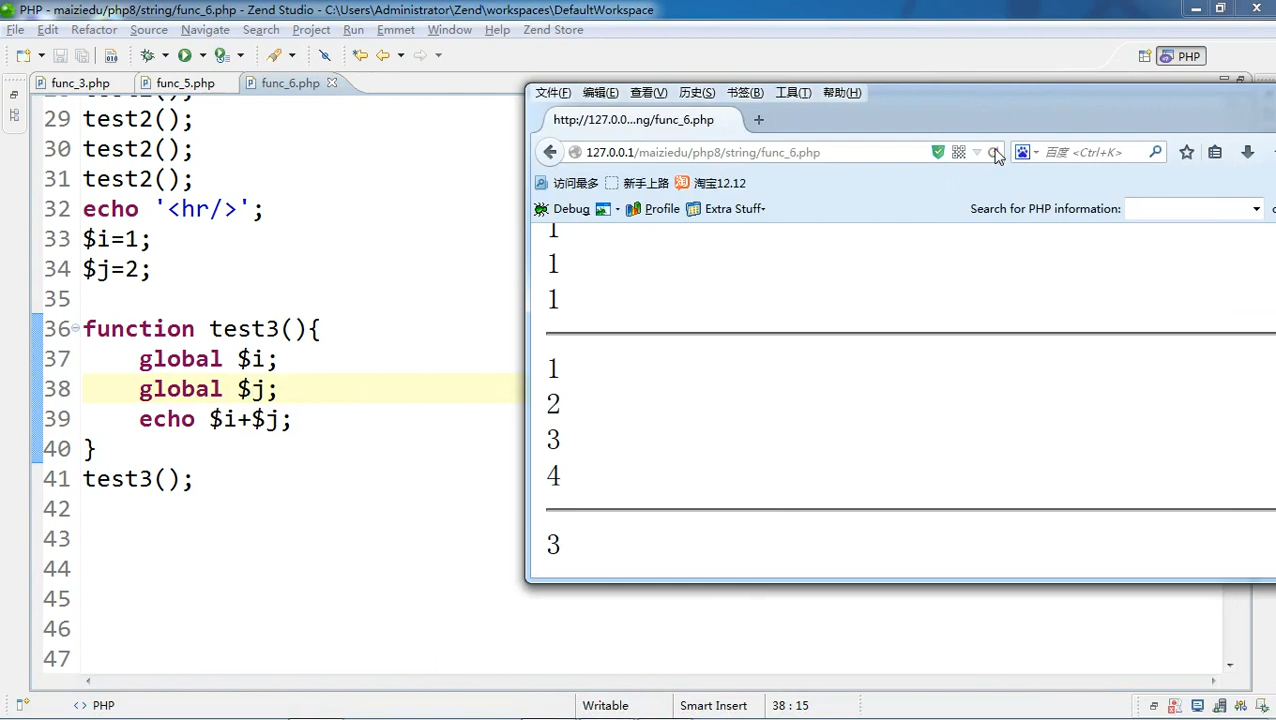 PHP - maiziedu/php8/string/func_6.php - Zend Studio - C:\Users\Administrator\Zend\workspaces\DefaultWorkspace
File Edit Refactor Source Navigate Search Project Run Emmet Window Help Zend Store
PHP
func_3.php func_5.php func_6.php
29 test2();
30 test2();
31 test2();
32 echo '<hr/>';
33 $i=1;
34 $j=2;
35
36 function test3(){
37 global $i;
38 global $j;
39 echo $i+$j;
40 }
41 test3();
42
43
44
45
46
47
文件(F) 编辑(E) 查看(V) 历史(S) 书签(B) 工具(T) 帮助(H)
http://127.0.0...ng/func_6.php
127.0.0.1/maiziedu/php8/string/func_6.php
百度 <Ctrl+K>
访问最多 新手上路 淘宝12.12
Debug Profile Extra Stuff
Search for PHP information:
1
1
1
1
2
3
4
3
<> PHP
Writable
Smart Insert
38 : 15